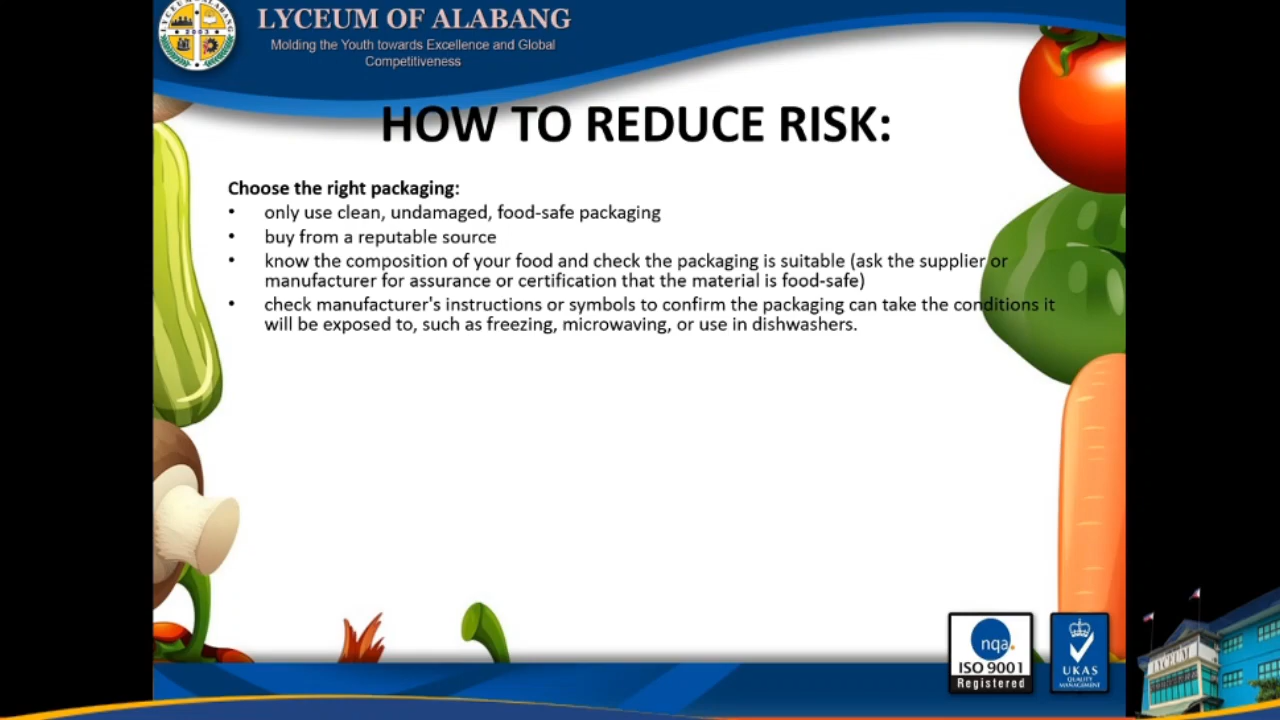 LYCEUM OF ALABANG
Molding the Youth towards Excellence and Global
Competitiveness
2003
HOW TO REDUCE RISK:
Choose the right packaging:
• only use clean, undamaged, food-safe packaging
• buy from a reputable source
• know the composition of your food and check the packaging is suitable (ask the supplier or
manufacturer for assurance or certification that the material is food-safe)
• check manufacturer's instructions or symbols to confirm the packaging can take the conditions it
will be exposed to, such as freezing, microwaving, or use in dishwashers.
nqa.
ISO 9001
Registered
UKAS
QUALITY
MANAGEMENT
LYCEUM